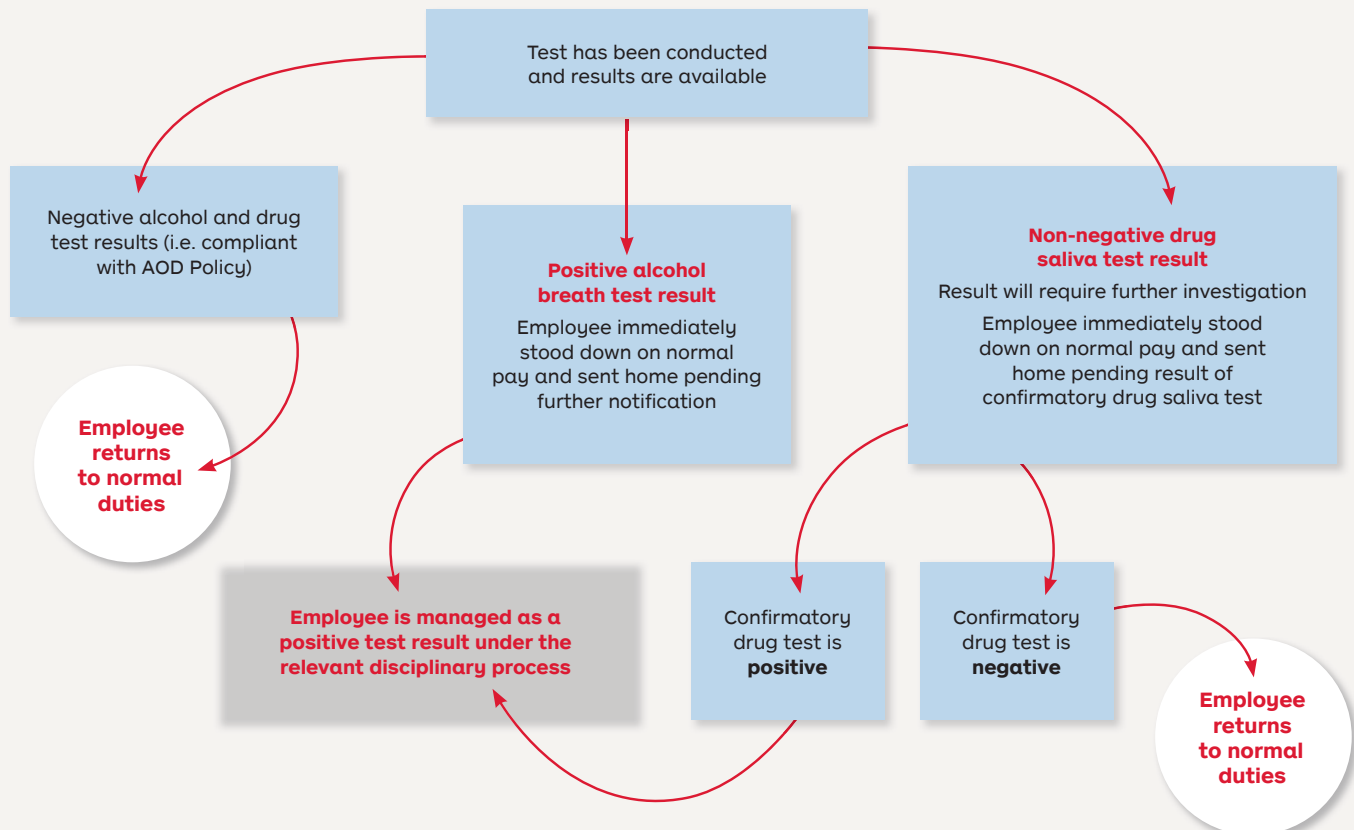 Test has been conducted
and results are available
Negative alcohol and drug
test results (i.e. compliant
with AOD Policy)
Positive alcohol
breath test result
Employee immediately
stood down on normal
pay and sent home pending
further notification
Non-negative drug
saliva test result
Result will require further investigation
Employee immediately stood
down on normal pay and sent
home pending result of
confirmatory drug saliva test
Employee
returns
to normal
duties
Employee is managed as a
positive test result under the
relevant disciplinary process
Confirmatory
drug test is
positive
Confirmatory
drug test is
negative
Employee
returns
to normal
duties